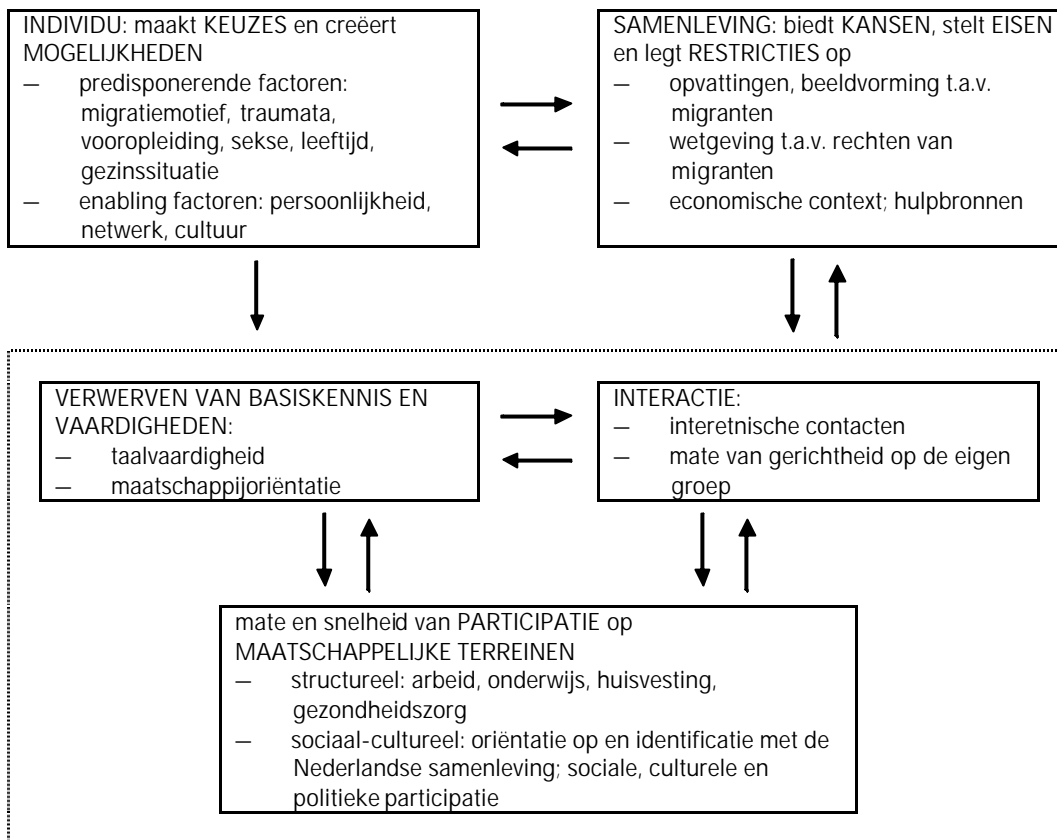 INDIVIDU: maakt KEUZES en creëert
MOGELIJKHEDEN
— predisponerende factoren:
migratiemotief, traumata,
vooropleiding, sekse, leeftijd,
gezinssituatie
— enabling factoren: persoonlijkheid,
netwerk, cultuur
SAMENLEVING: biedt KANSEN, stelt EISEN
en legt RESTRICTIES op
— opvattingen, beeldvorming t.a.v.
migranten
— wetgeving t.a.v. rechten van
migranten
— economische context; hulpbronnen
VERWERVEN VAN BASISKENNIS EN
VAARDIGHEDEN:
— taalvaardigheid
— maatschappijoriëntatie
INTERACTIE:
— interetnische contacten
— mate van gerichtheid op de eigen
groep
mate en snelheid van PARTICIPATIE op
MAATSCHAPPELIJKE TERREINEN
— structureel: arbeid, onderwijs, huisvesting,
gezondheidszorg
— sociaal-cultureel: oriëntatie op en identificatie met de
Nederlandse samenleving; sociale, culturele en
politieke participatie